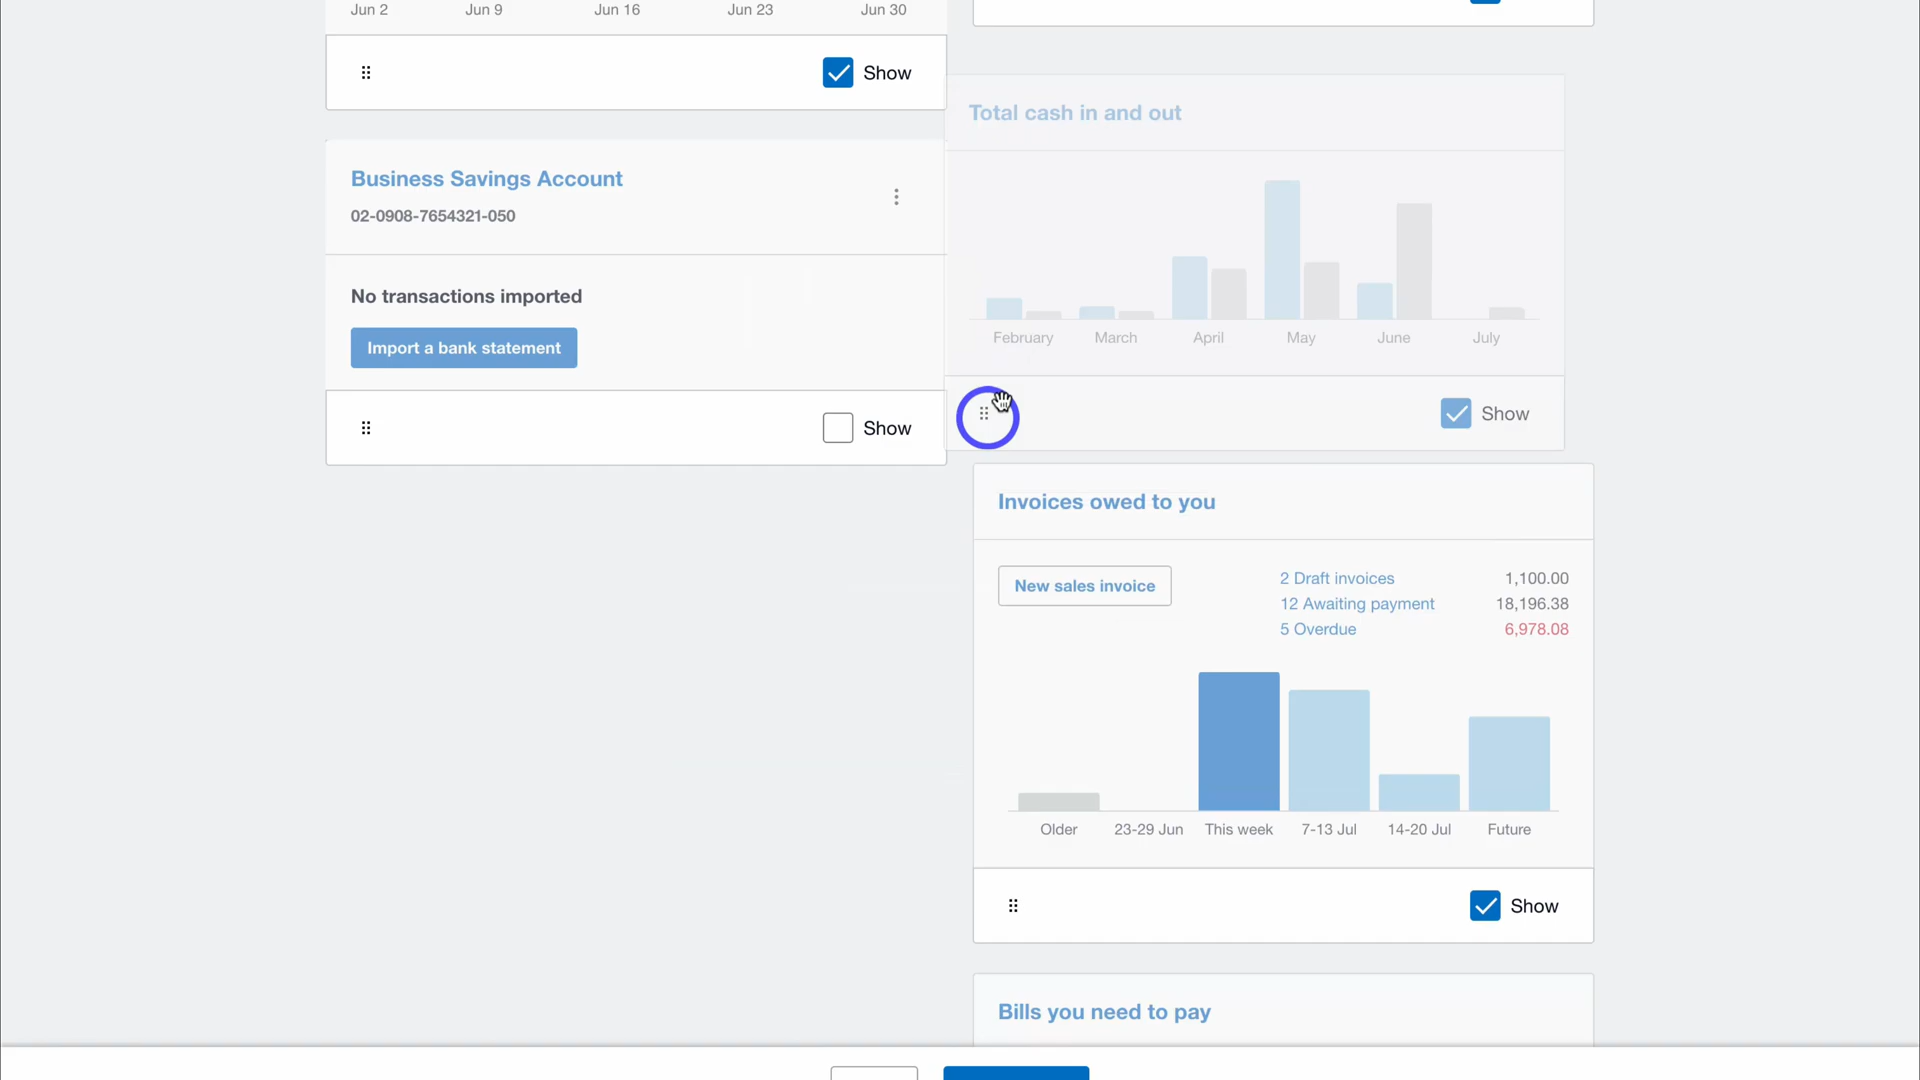 Jun 2 Jun 9 Jun 16 Jun 23 Jun 30
Show
Business Savings Account
02-0908-7654321-050
No transactions imported
Import a bank statement
Show
Total cash in and out
February March April May June July
Show
Invoices owed to you
New sales invoice
2 Draft invoices 1,100.00
12 Awaiting payment 18,196.38
5 Overdue 6,978.08
Older 23-29 Jun This week 7-13 Jul 14-20 Jul Future
Show
Bills you need to pay